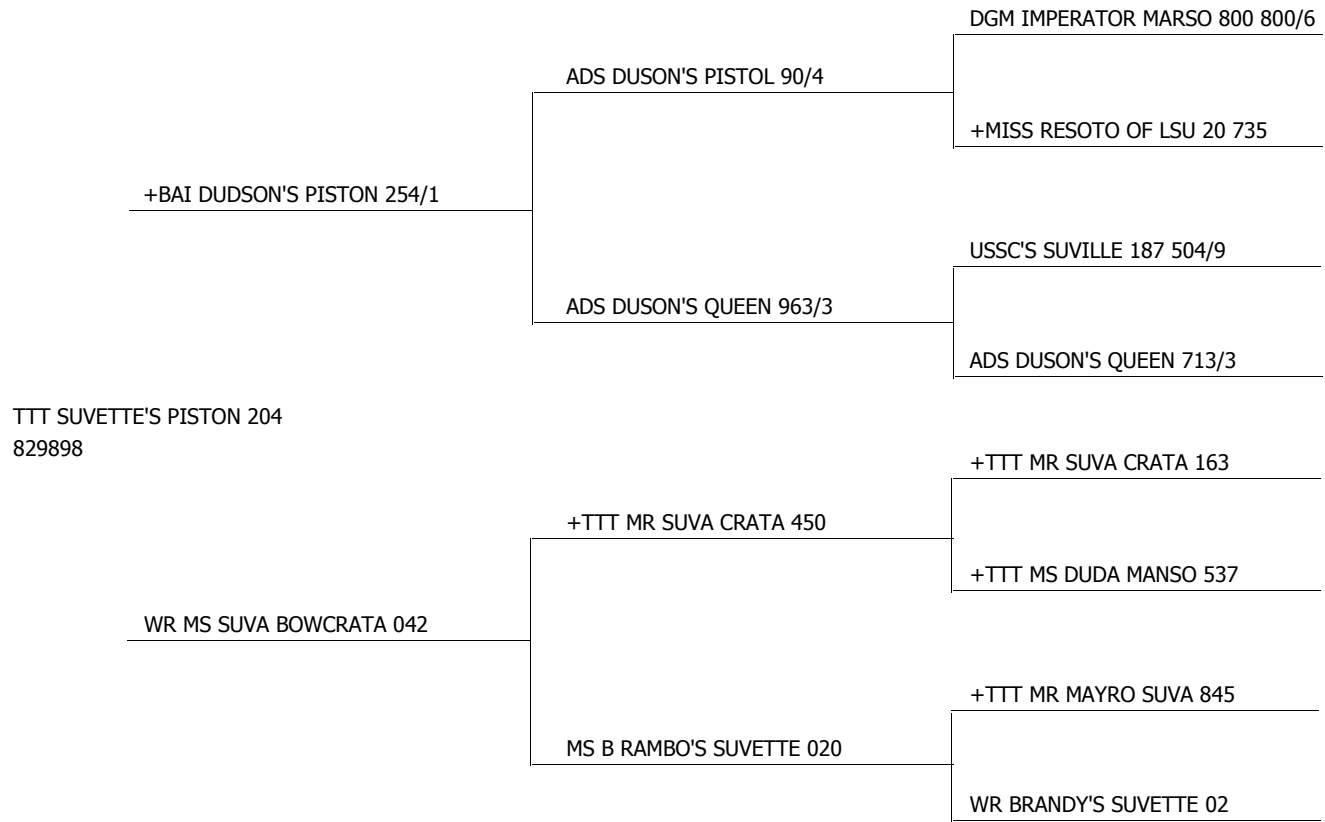 DGM IMPERATOR MARSO 800 800/6
ADS DUSON'S PISTOL 90/4
+MISS RESOTO OF LSU 20 735
+BAI DUDSON'S PISTON 254/1
USSC'S SUVILLE 187 504/9
ADS DUSON'S QUEEN 963/3
ADS DUSON'S QUEEN 713/3
TTT SUVETTE'S PISTON 204
829898
+TTT MR SUVA CRATA 163
+TTT MR SUVA CRATA 450
+TTT MS DUDA MANSO 537
WR MS SUVA BOWCRATA 042
+TTT MR MAYRO SUVA 845
MS B RAMBO'S SUVETTE 020
WR BRANDY'S SUVETTE 02